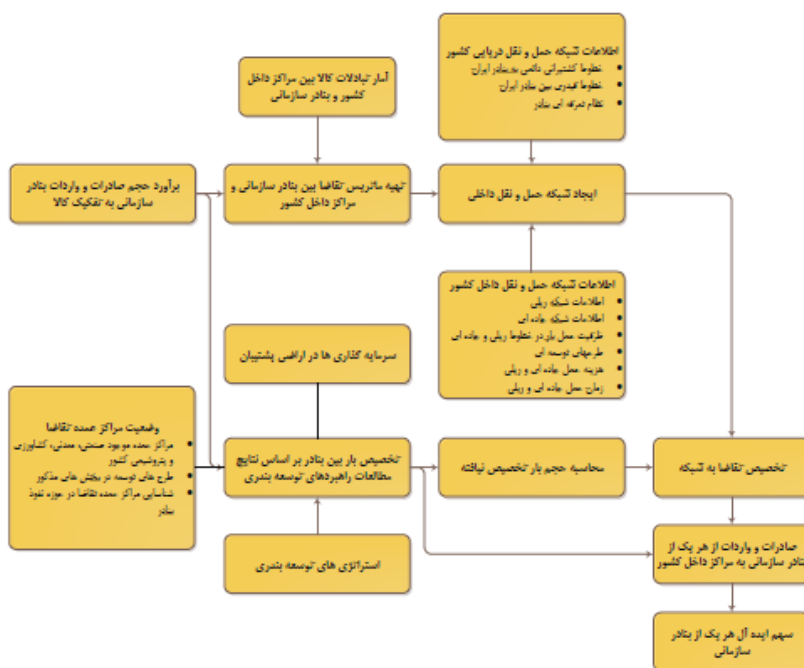 آمار تبادلات کالا بین مراکز داخل
کشور و بنادر سازمانی
اطلاعات شبکه حمل و نقل دریایی کشور
خطوط کشتیرانی دائمی به بنادر ایران
خطوط فیدری بین بنادر ایران
نظام تعرفه ای بنادر
برآورد حجم صادرات و واردات بنادر
سازمانی به تفکیک کالا
تهیه ماتریس تقاضا بین بنادر سازمانی و
مراکز داخل کشور
ایجاد شبکه حمل و نقل داخلی
اطلاعات شبکه حمل و نقل داخل کشور
اطلاعات شبکه ریلی
اطلاعات شبکه جاده ای
ظرفیت حمل بار در خطوط ریلی و جاده ای
طرحهای توسعه ای
هزینه حمل جاده ای و ریلی
زمان حمل جاده ای و ریلی
سرمایه گذاری ها در اراضی پشتیبان
وضعیت مراکز عمده تقاضا
مراکز عمده موجود صنعتی، معدنی، کشاورزی
و پتروشیمی کشور
طرح های توسعه در بخش های مذکور
شناسایی مراکز عمده تقاضا در حوزه نفوذ
بنادر
تخصیص بار بین بنادر بر اساس نتایج
مطالعات راهبردهای توسعه بندری
محاسبه حجم بار تخصیص نیافته
تخصیص تقاضا به شبکه
استراتژی های توسعه بندری
صادرات و واردات از هر یک از
بنادر سازمانی به مراکز داخل کشور
سهم ایده آل هر یک از بنادر
سازمانی